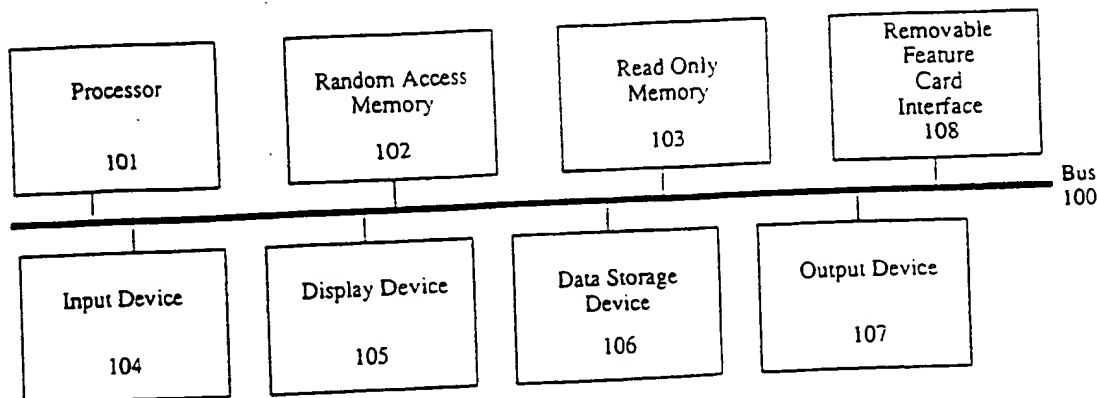 Processor
101
Random Access
Memory
102
Read Only
Memory
103
Removable
Feature
Card
Interface
108
Bus
100
Input Device
104
Display Device
105
Data Storage
Device
106
Output Device
107